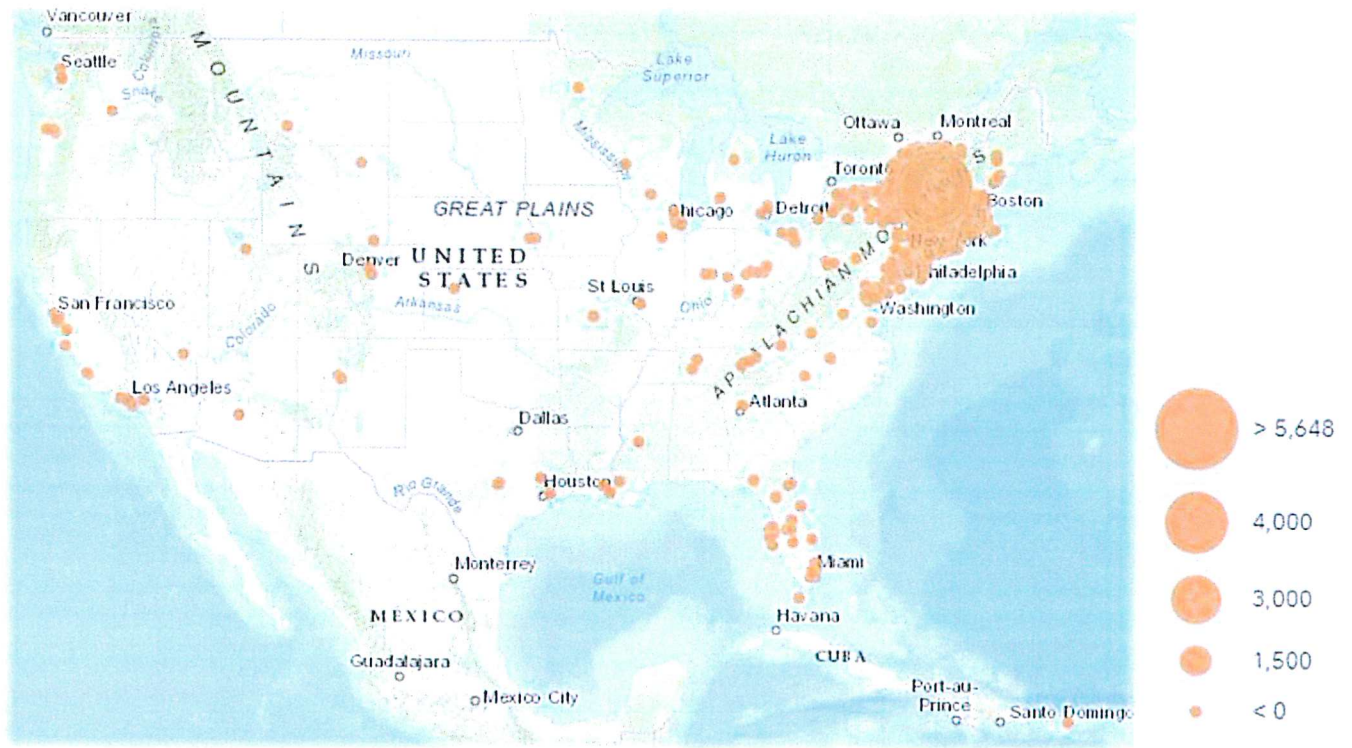 Vancouver
Seattle
Columbia
Snake
MOUNTAINS
Missouri
Lake
Superior
Mississippi
Lake
Huron
Ottawa
Montreal
Toronto
Boston
Chicago
Detroit
GREAT PLAINS
New York
Denver
UNITED
STATES
Philadelphia
St Louis
Ohio
APPALACHIAN MO
S
Washington
San Francisco
Colorado
Arkansas
Los Angeles
Atlanta
Dallas
Houston
Rio Grande
Monterrey
Gulf of
Mexico
Miami
MEXICO
Havana
CUBA
Guadalajara
Mexico City
Port-au-
Prince
Santo Domingo
> 5,648
4,000
3,000
1,500
< 0